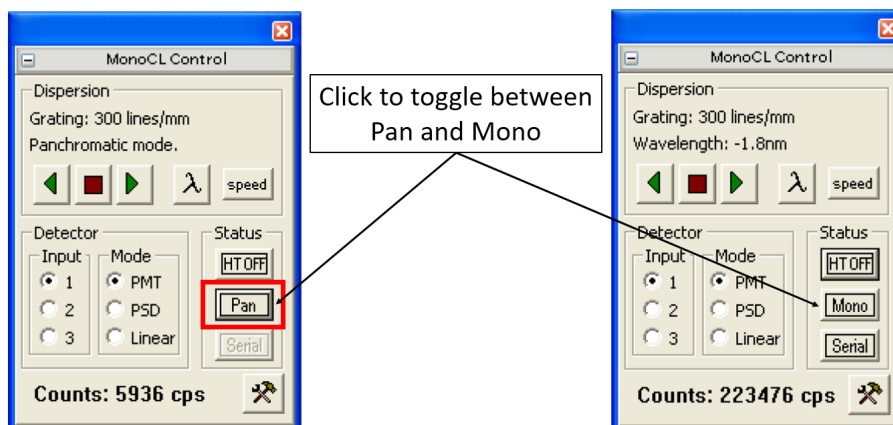 MonoCL Control
Dispersion
Grating: 300 lines/mm
Panchromatic mode.
λ
speed
Detector
Input
1
2
3
Mode
PMT
PSD
Linear
Status
HT OFF
Pan
Serial
Counts: 5936 cps
Click to toggle between
Pan and Mono
MonoCL Control
Dispersion
Grating: 300 lines/mm
Wavelength: -1.8nm
λ
speed
Detector
Input
1
2
3
Mode
PMT
PSD
Linear
Status
HT OFF
Mono
Serial
Counts: 223476 cps